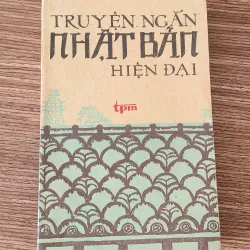 TRUYỆN NGẮN
NHẬT BẢN
HIỆN ĐẠI
tpm